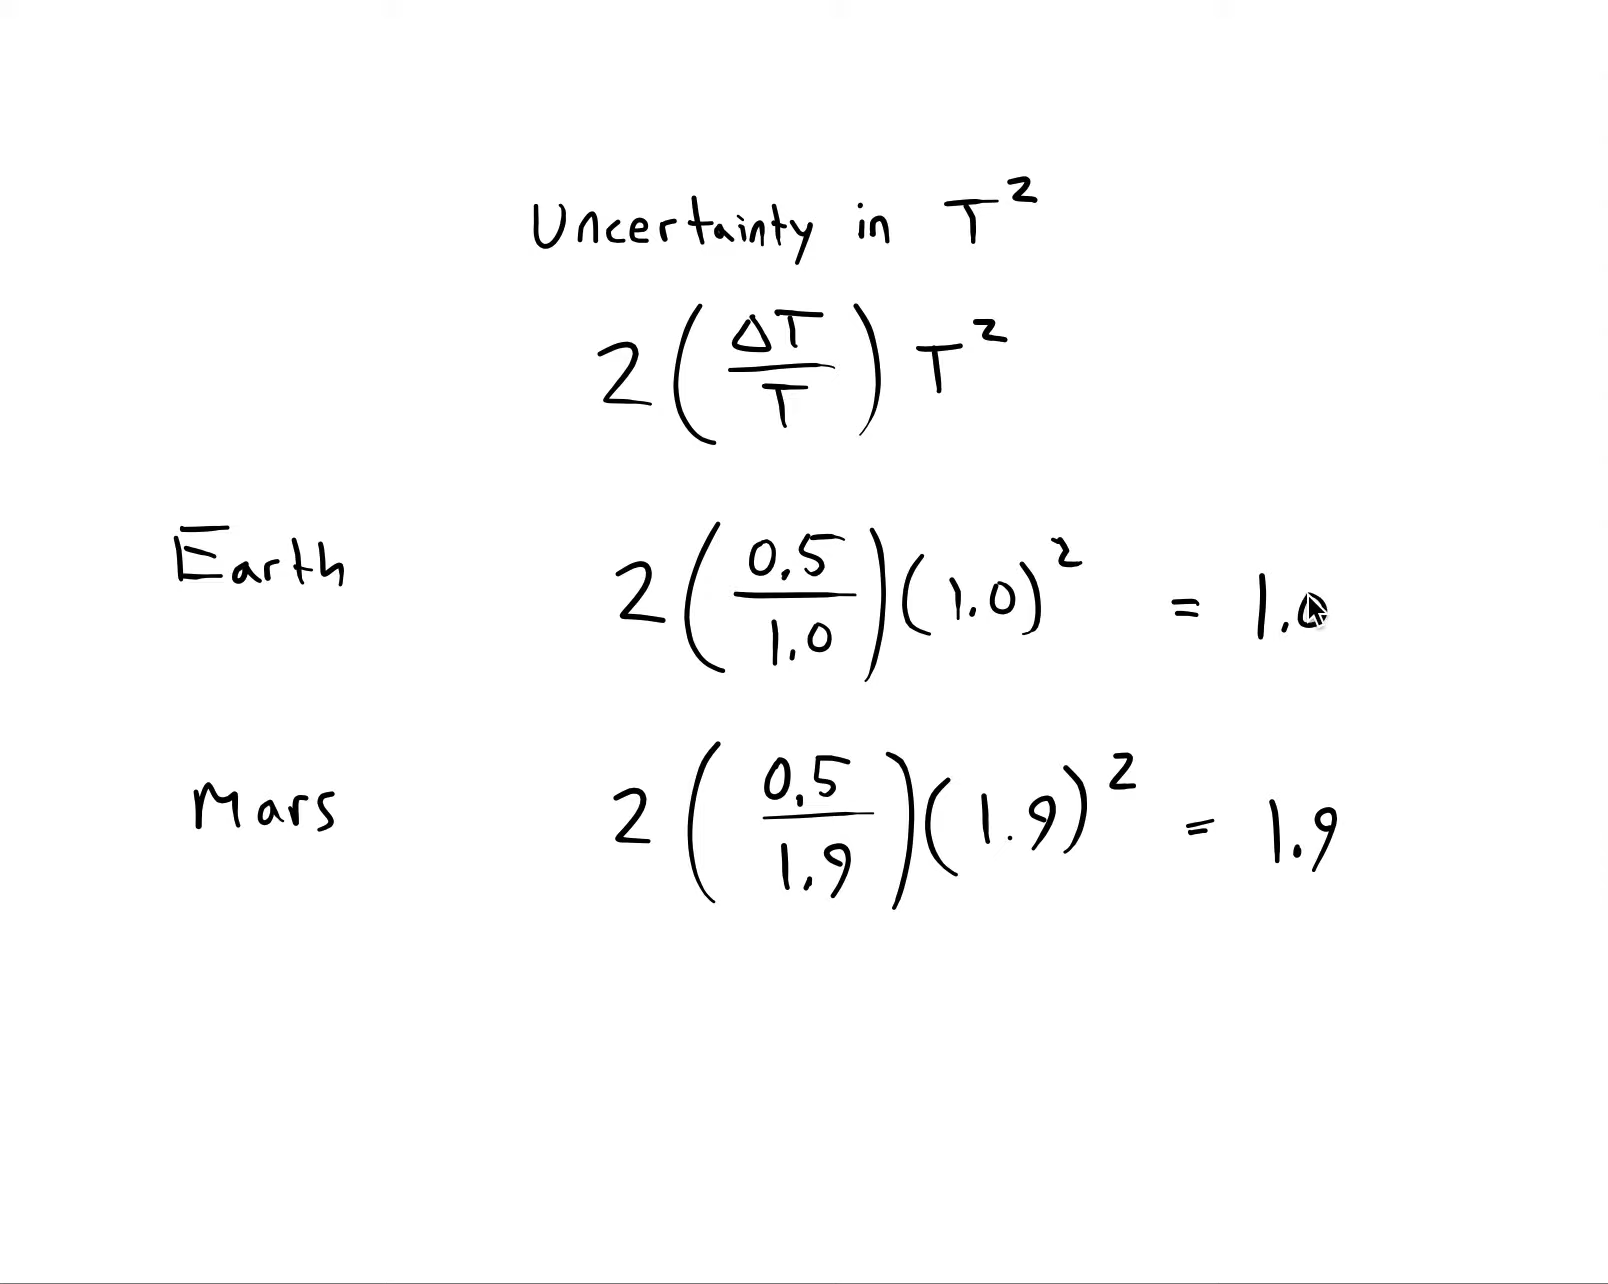 Uncertainty in T²
2(ΔT/T)T²
Earth 2(0.5/1.0)(1.0)² = 1.0
Mars 2(0.5/1.9)(1.9)² = 1.9